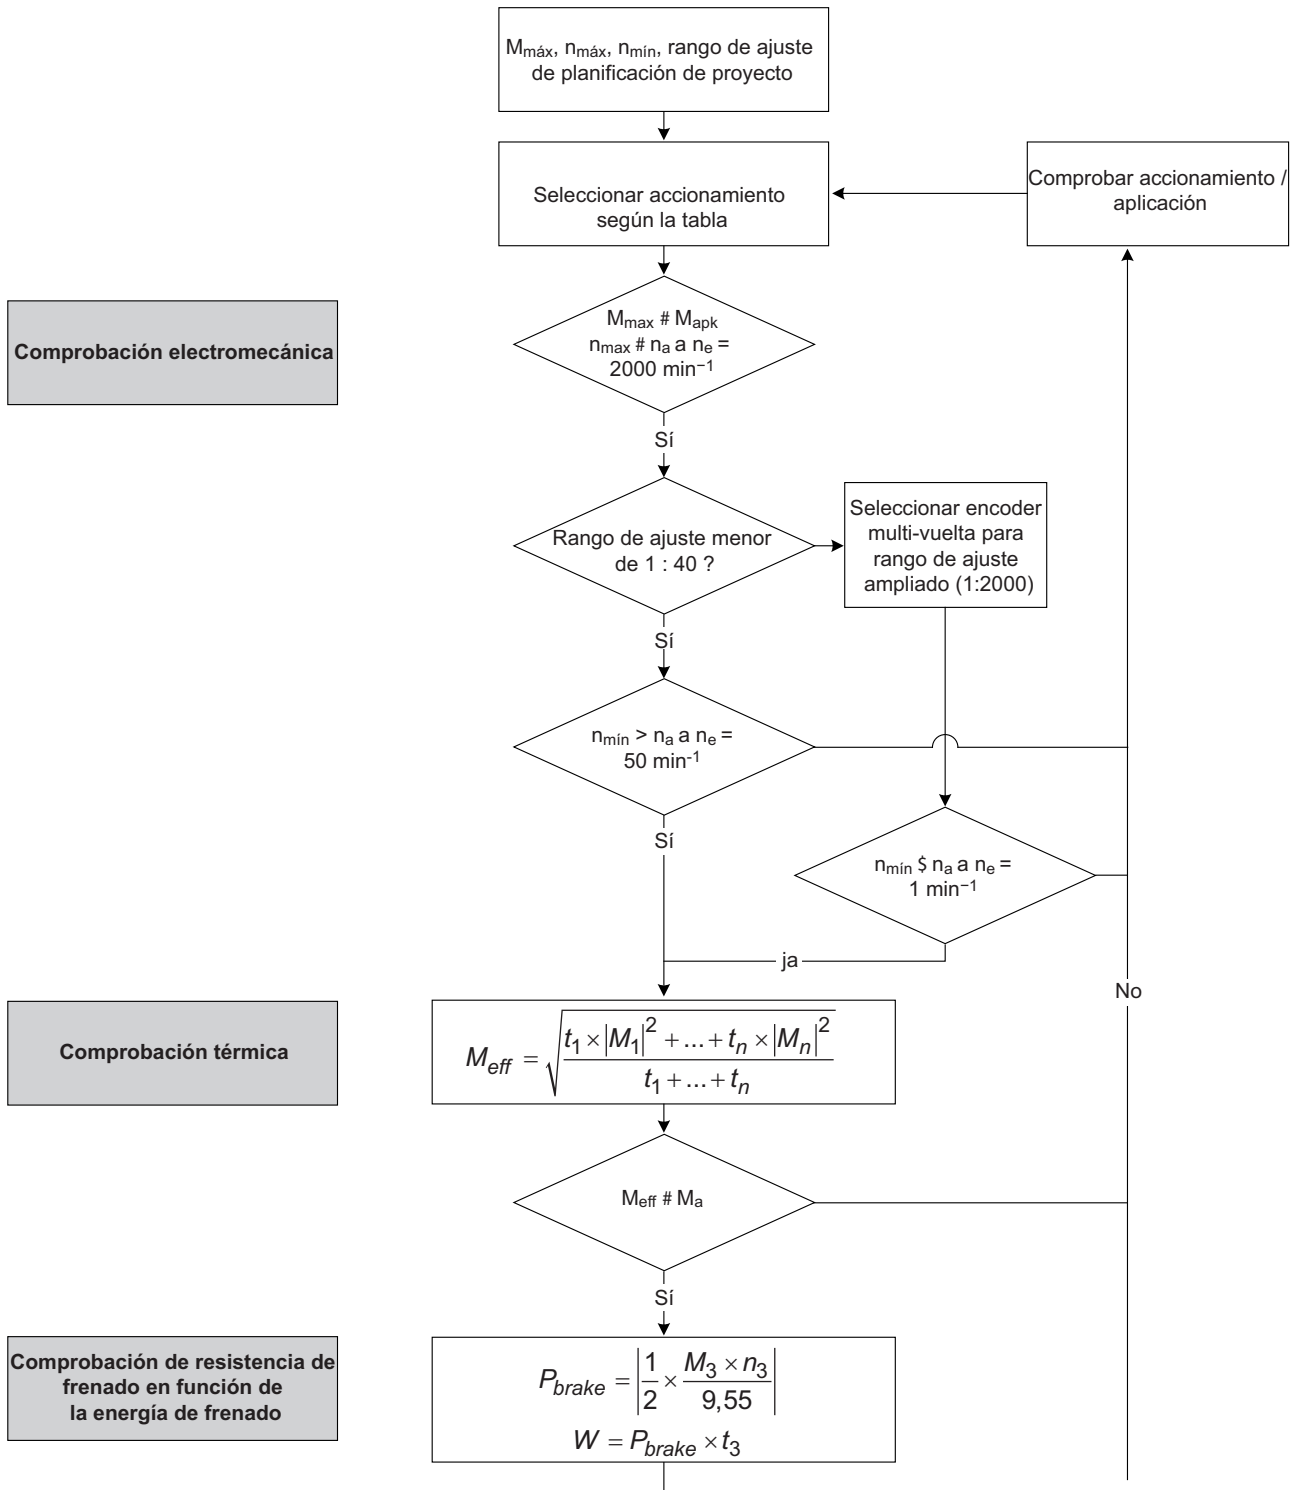 Mmáx, nmáx, nmín, rango de ajuste
de planificación de proyecto
Seleccionar accionamiento
según la tabla
Comprobar accionamiento /
aplicación
Comprobación electromecánica
Mmax # Mapk
nmax # na a ne =
2000 min−1
Sí
Rango de ajuste menor
de 1 : 40 ?
Seleccionar encoder
multi-vuelta para
rango de ajuste
ampliado (1:2000)
Sí
nmín > na a ne =
50 min-1
Sí
nmín $ na a ne =
1 min−1
ja
No
Comprobación térmica
Meff = √((t1 × |M1|² + ... + tn × |Mn|²) / (t1 + ... + tn))
Meff # Ma
Sí
Comprobación de resistencia de
frenado en función de
la energía de frenado
Pbrake = |1/2 × (M3 × n3)/9,55|
W = Pbrake × t3